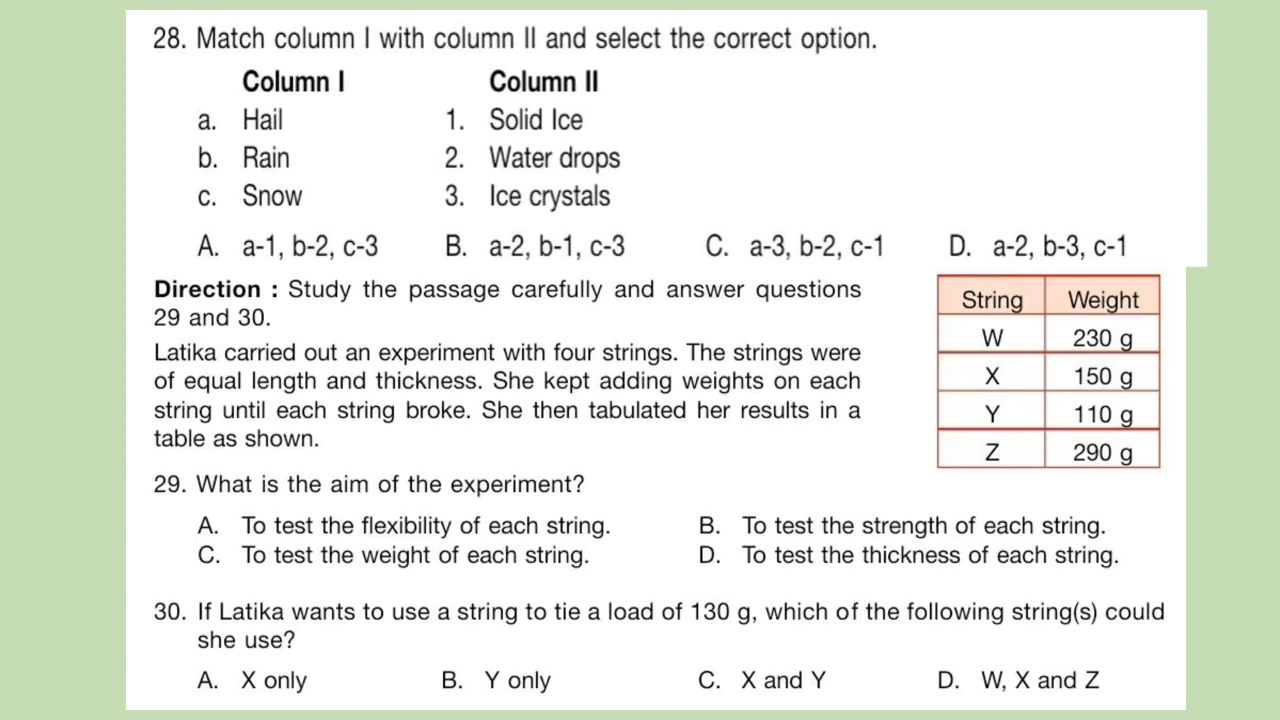 28. Match column I with column II and select the correct option.
Column I Column II
a. Hail 1. Solid Ice
b. Rain 2. Water drops
c. Snow 3. Ice crystals
A. a-1, b-2, c-3 B. a-2, b-1, c-3 C. a-3, b-2, c-1 D. a-2, b-3, c-1
Direction : Study the passage carefully and answer questions
29 and 30.
Latika carried out an experiment with four strings. The strings were
of equal length and thickness. She kept adding weights on each
string until each string broke. She then tabulated her results in a
table as shown.
String Weight
W 230 g
X 150 g
Y 110 g
Z 290 g
29. What is the aim of the experiment?
A. To test the flexibility of each string. B. To test the strength of each string.
C. To test the weight of each string. D. To test the thickness of each string.
30. If Latika wants to use a string to tie a load of 130 g, which of the following string(s) could
she use?
A. X only B. Y only C. X and Y D. W, X and Z